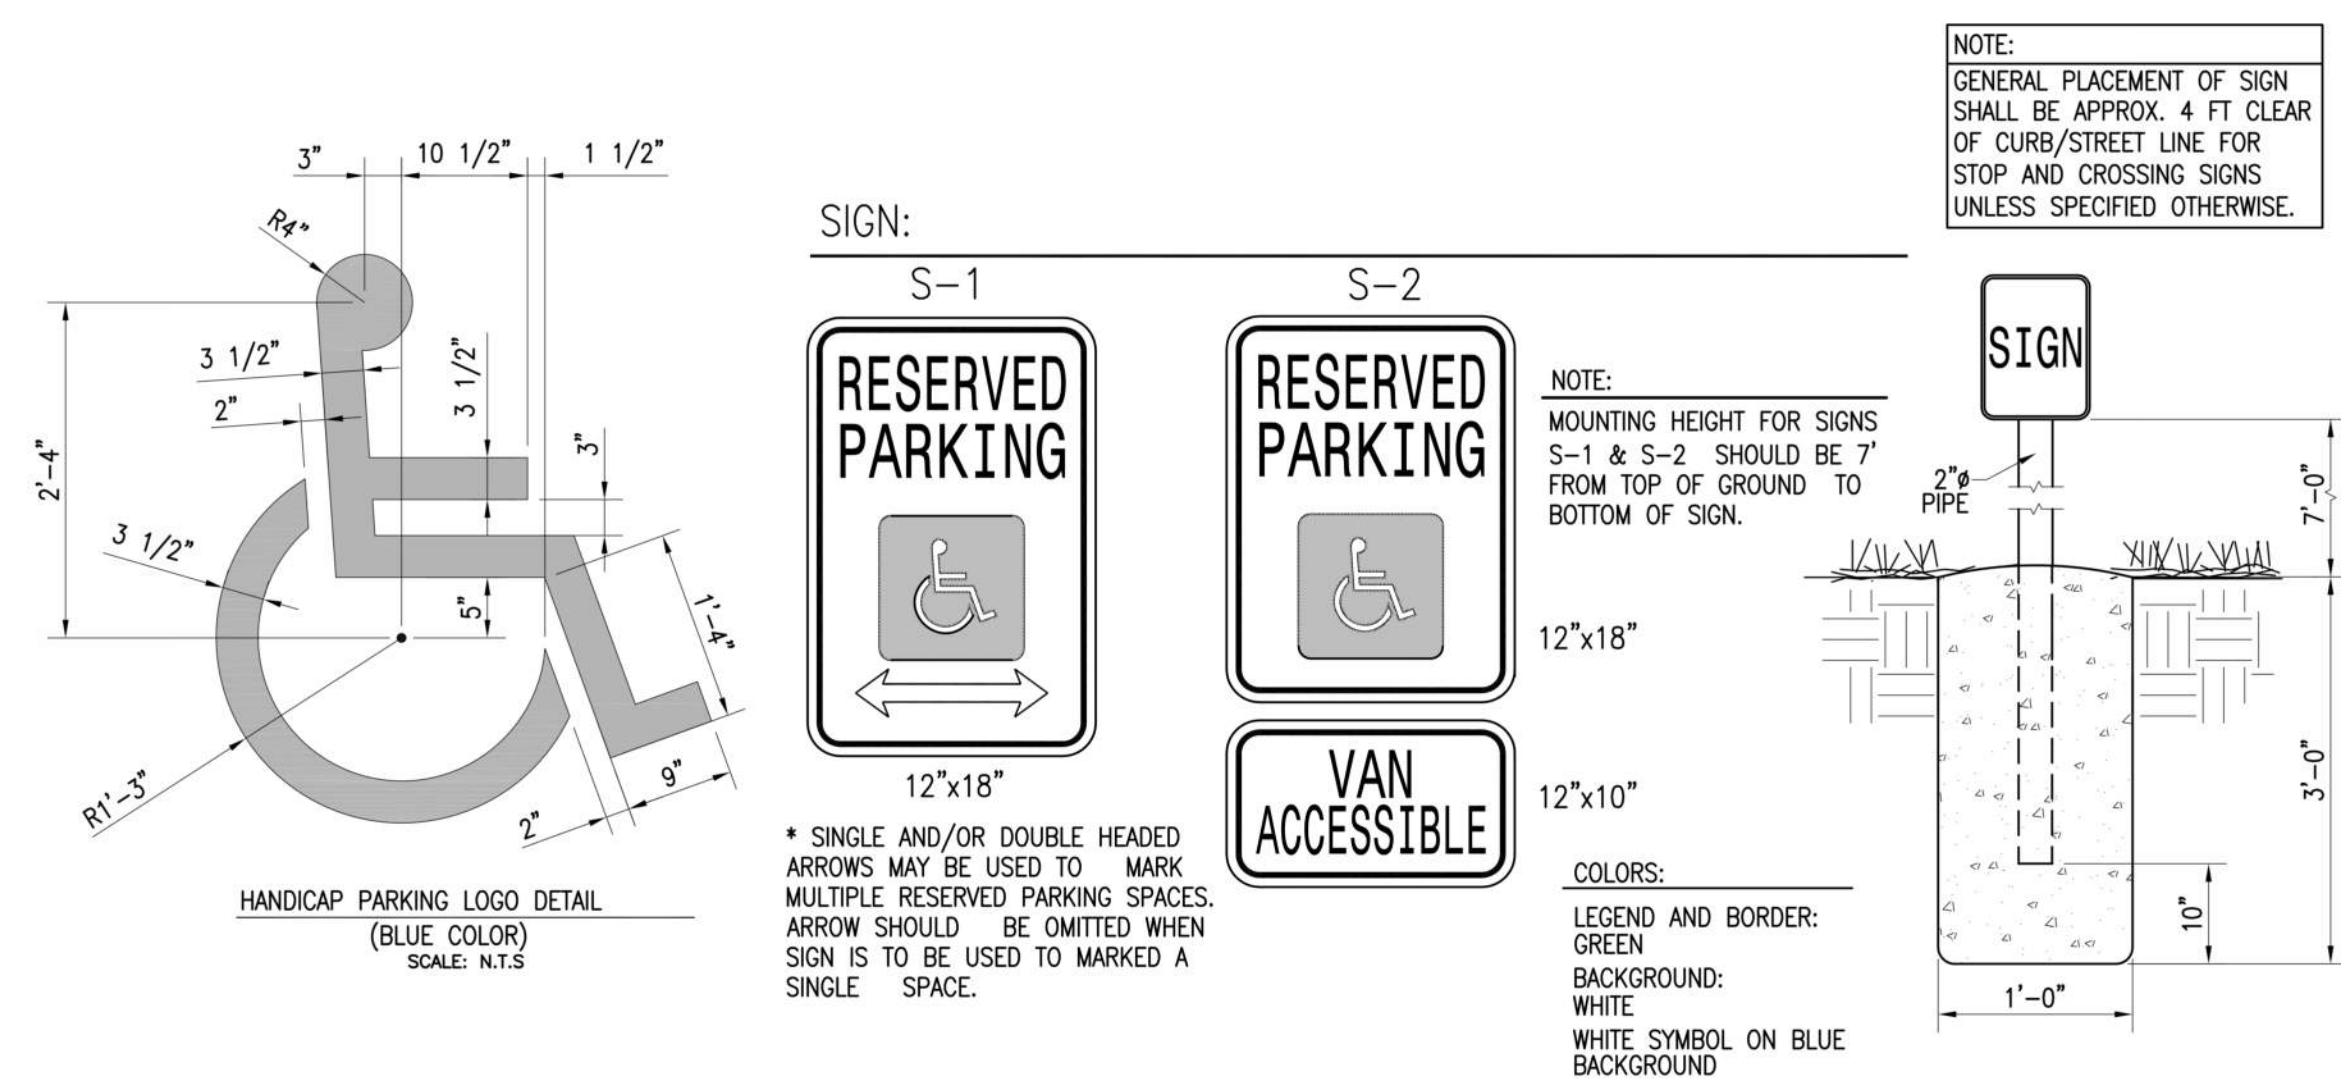 3"
10 1/2"
1 1/2"
R4"
3 1/2"
2"
3 1/2"
3"
2'-4"
3 1/2"
5"
1'-4"
R1'-3"
9"
2"
HANDICAP PARKING LOGO DETAIL
(BLUE COLOR)
SCALE: N.T.S
SIGN:
S-1
RESERVED
PARKING
12"x18"
* SINGLE AND/OR DOUBLE HEADED
ARROWS MAY BE USED TO MARK
MULTIPLE RESERVED PARKING SPACES.
ARROW SHOULD BE OMITTED WHEN
SIGN IS TO BE USED TO MARKED A
SINGLE SPACE.
S-2
RESERVED
PARKING
12"x18"
VAN
ACCESSIBLE
12"x10"
NOTE:
MOUNTING HEIGHT FOR SIGNS
S-1 & S-2 SHOULD BE 7'
FROM TOP OF GROUND TO
BOTTOM OF SIGN.
COLORS:
LEGEND AND BORDER:
GREEN
BACKGROUND:
WHITE
WHITE SYMBOL ON BLUE
BACKGROUND
NOTE:
GENERAL PLACEMENT OF SIGN
SHALL BE APPROX. 4 FT CLEAR
OF CURB/STREET LINE FOR
STOP AND CROSSING SIGNS
UNLESS SPECIFIED OTHERWISE.
SIGN
2"ø
PIPE
7'-0"
3'-0"
10"
1'-0"